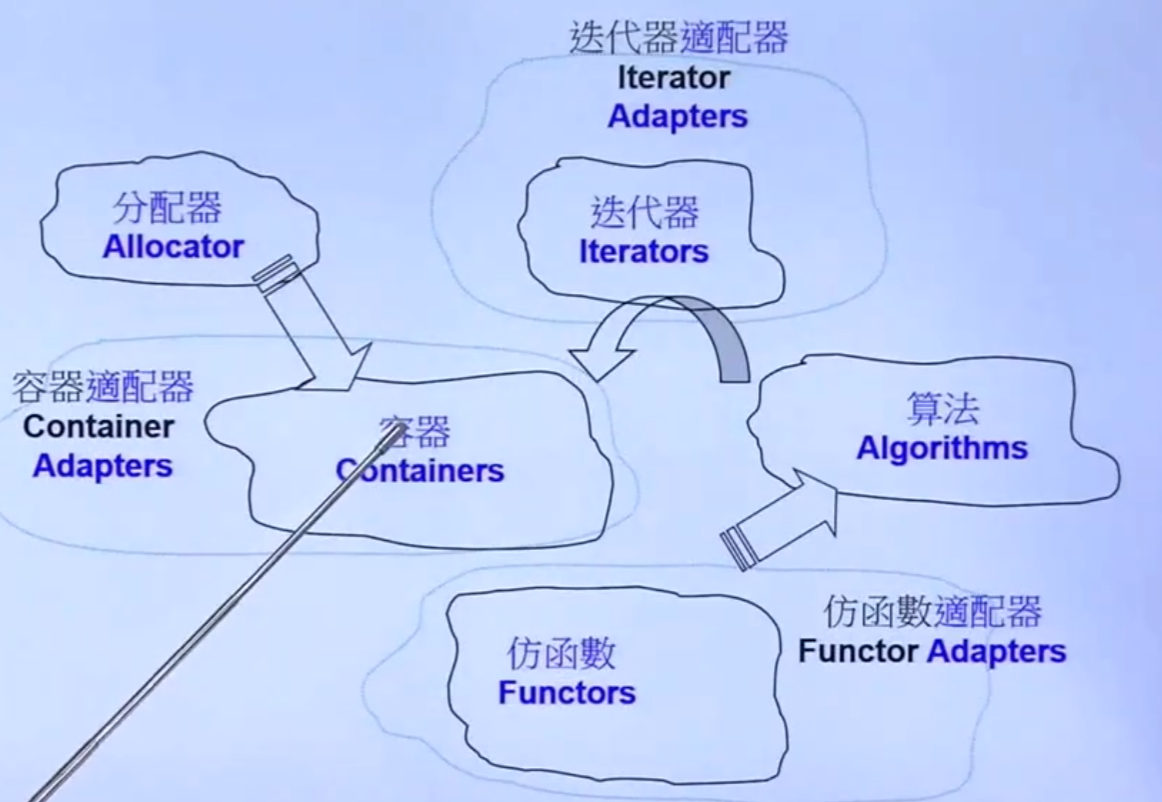 迭代器適配器
Iterator
Adapters
分配器
Allocator
迭代器
Iterators
容器適配器
Container
Adapters
容器
Containers
算法
Algorithms
仿函數
Functors
仿函數適配器
Functor Adapters